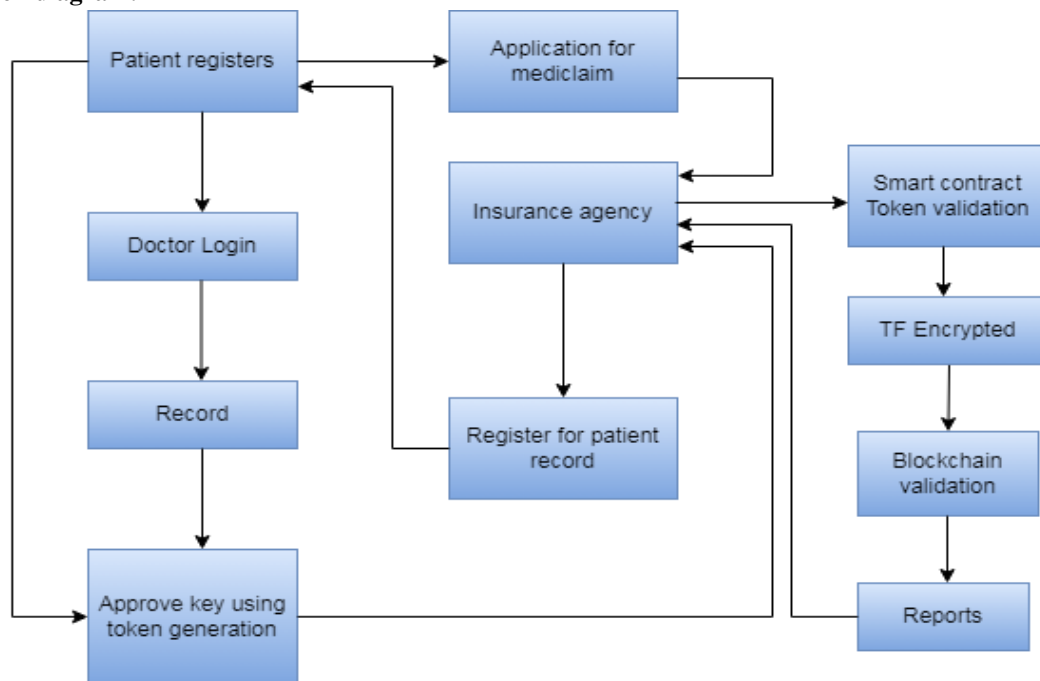 Patient registers
Application for
mediclaim
Smart contract
Token validation
Insurance agency
Doctor Login
TF Encrypted
Record
Register for patient
record
Blockchain
validation
Approve key using
token generation
Reports